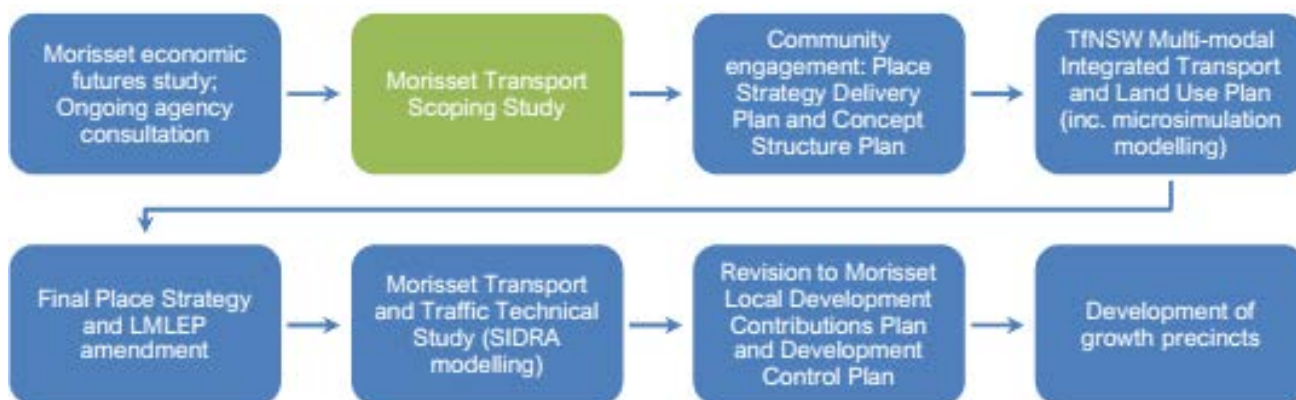 Morisset economic
futures study;
Ongoing agency
consultation
Morisset Transport
Scoping Study
Community
engagement: Place
Strategy Delivery
Plan and Concept
Structure Plan
TfNSW Multi-modal
Integrated Transport
and Land Use Plan
(inc. microsimulation
modelling)
Final Place Strategy
and LMLEP
amendment
Morisset Transport
and Traffic Technical
Study (SIDRA
modelling)
Revision to Morisset
Local Development
Contributions Plan
and Development
Control Plan
Development of
growth precincts